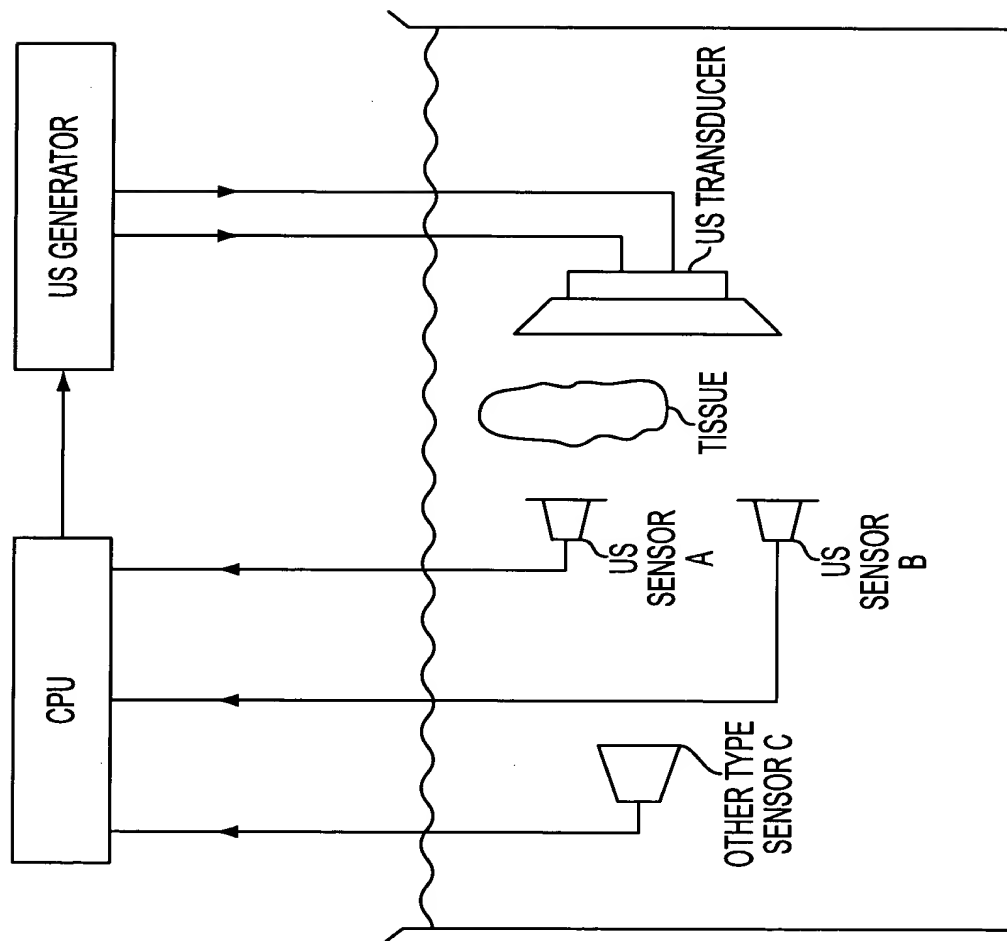 CPU
US GENERATOR
OTHER TYPE
SENSOR C
US
SENSOR
A
US
SENSOR
B
TISSUE
US TRANSDUCER